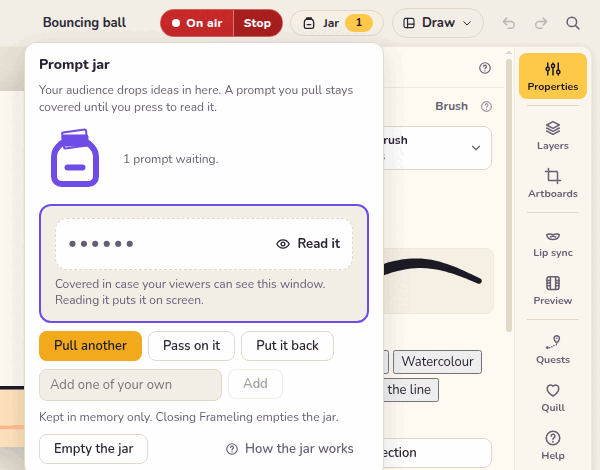 Bouncing ball
On air
Stop
Jar
1
Draw
Prompt jar
Your audience drops ideas in here. A prompt you pull stays
covered until you press to read it.
1 prompt waiting.
Read it
Covered in case your viewers can see this window.
Reading it puts it on screen.
Pull another
Pass on it
Put it back
Add one of your own
Add
Kept in memory only. Closing Frameling empties the jar.
Empty the jar
How the jar works
Brush
Watercolour
the line
Properties
Layers
Artboards
Lip sync
Preview
Quests
Quill
Help